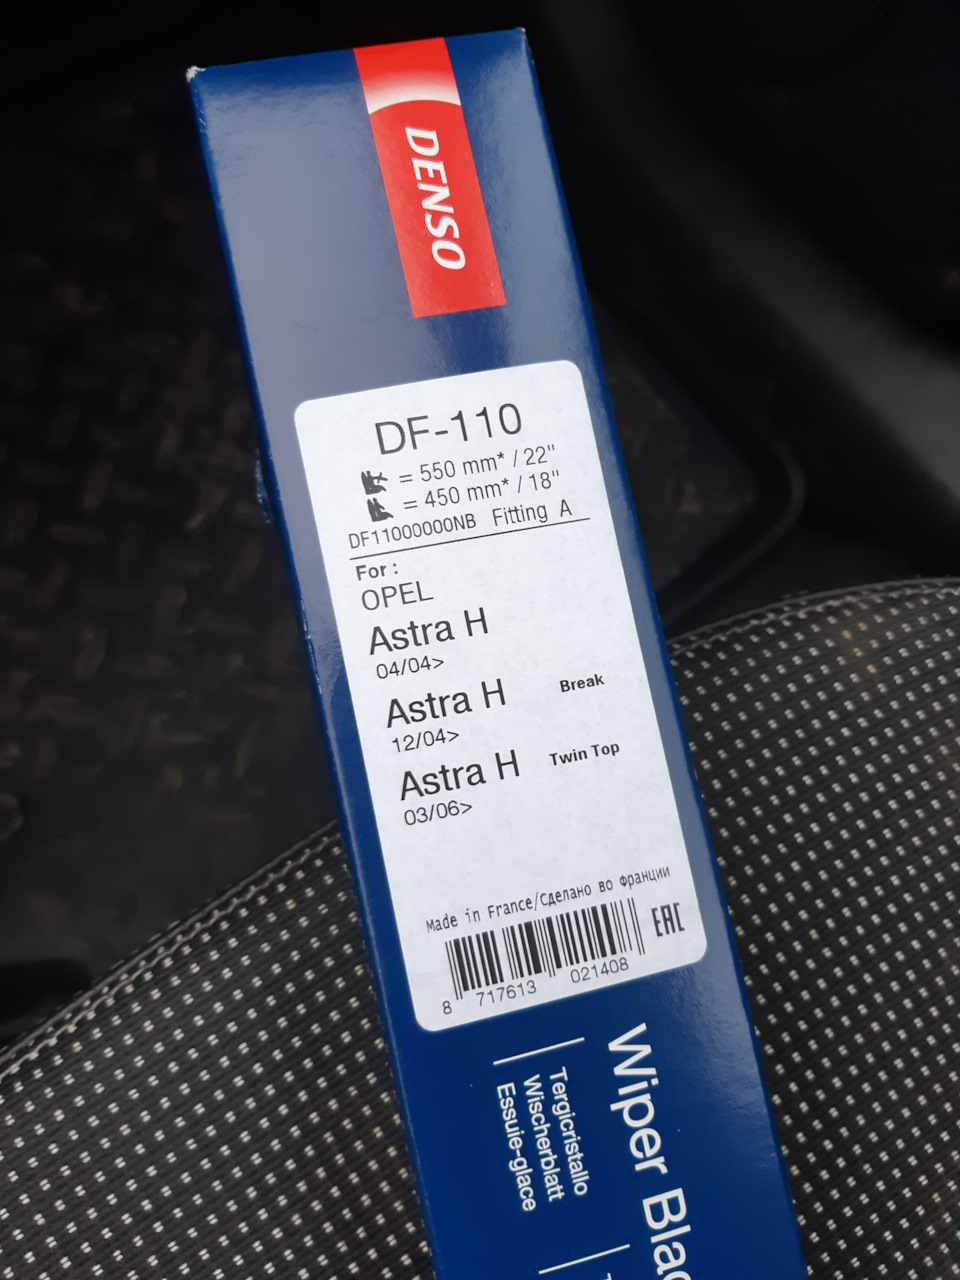 DENSO
DF-110
= 550 mm* / 22"
= 450 mm* / 18"
DF11000000NB Fitting A
For :
OPEL
Astra H
04/04>
Astra H Break
12/04>
Astra H Twin Top
03/06>
Made in France/Сделано во франции
EAC
8 717613 021408
Wiper Blad
Tergicristallo
Wischerblatt
Essuie-glace